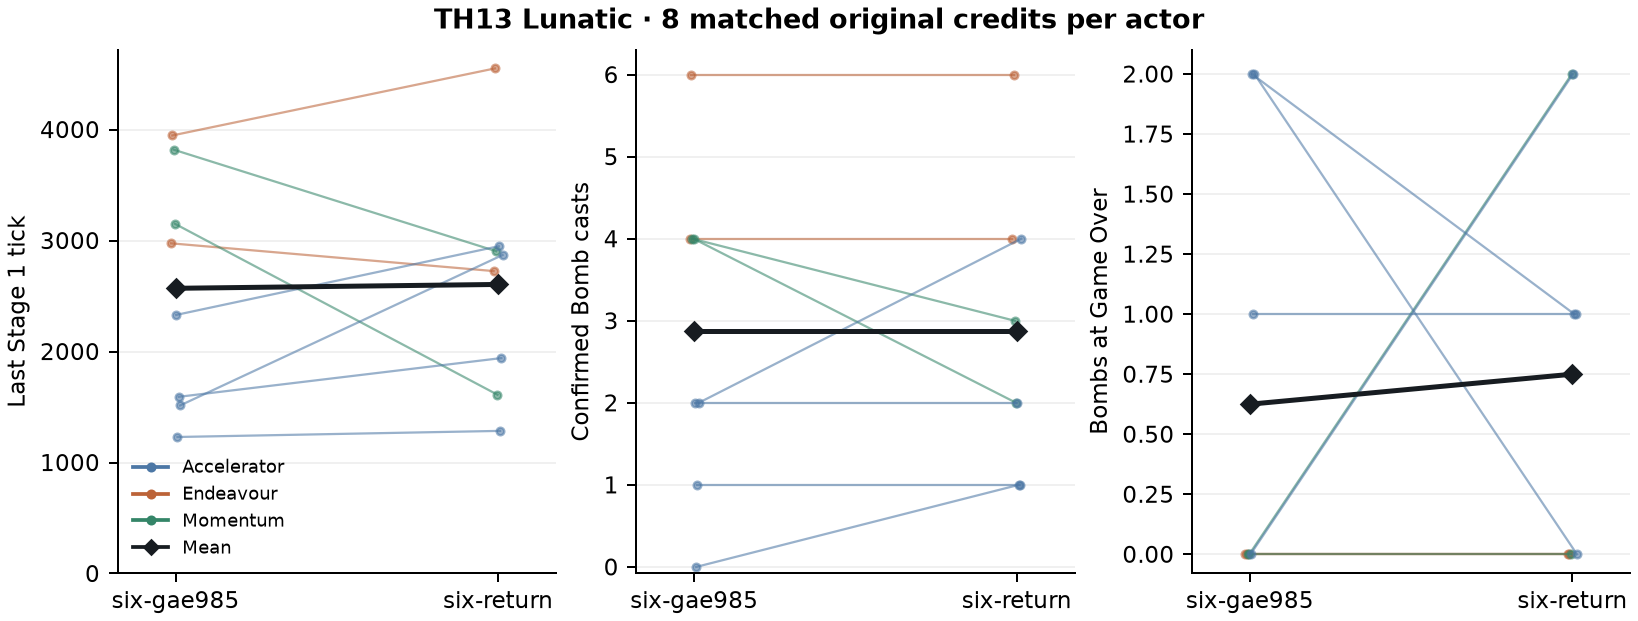 TH13 Lunatic · 8 matched original credits per actor
Last Stage 1 tick
4000
3000
2000
1000
0
Accelerator
Endeavour
Momentum
Mean
six-gae985
six-return
Confirmed Bomb casts
6
5
4
3
2
1
0
six-gae985
six-return
Bombs at Game Over
2.00
1.75
1.50
1.25
1.00
0.75
0.50
0.25
0.00
six-gae985
six-return